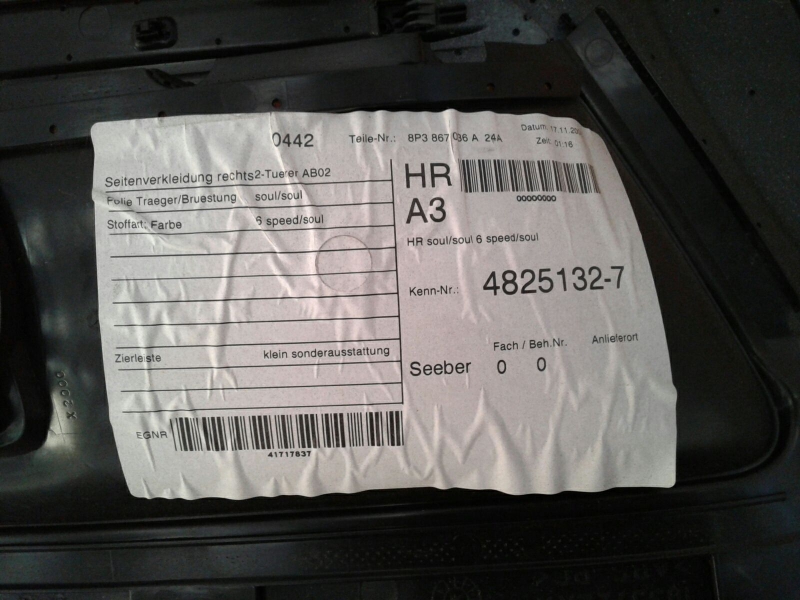 0442 Teile-Nr.: 8P3 867 036 A 24A
Datum: 17.11.20
Zeit: 01:16
Seitenverkleidung rechts2-Tuerer AB02
Folie Traeger/Bruestung soul/soul
Stoffart: Farbe 6 speed/soul
Zierleiste klein sonderausstattung
EGNR
41717837
HR
00000000
A3
HR soul/soul 6 speed/soul
Kenn-Nr.: 4825132-7
Fach / Beh.Nr. Anlieferort
Seeber 0 0
X 2000